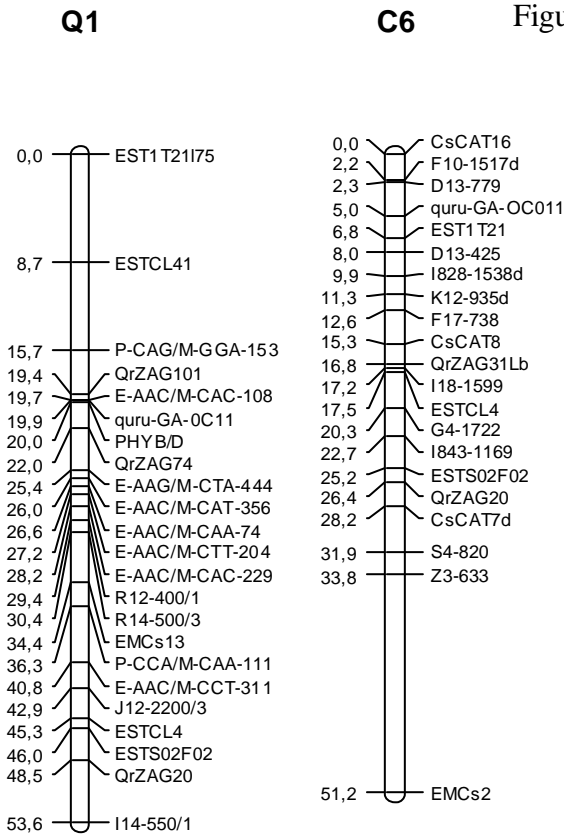 Q1
C6
Figu
0,0 EST1T21I75
8,7 ESTCL41
15,7 P-CAG/M-GGA-153
19,4 QrZAG101
19,7 E-AAC/M-CAC-108
19,9 quru-GA-0C11
20,0 PHYB/D
22,0 QrZAG74
25,4 E-AAG/M-CTA-444
26,0 E-AAC/M-CAT-356
26,6 E-AAC/M-CAA-74
27,2 E-AAC/M-CTT-204
28,2 E-AAC/M-CAC-229
29,4 R12-400/1
30,4 R14-500/3
34,4 EMCs13
36,3 P-CCA/M-CAA-111
40,8 E-AAC/M-CCT-311
42,9 J12-2200/3
45,3 ESTCL4
46,0 ESTS02F02
48,5 QrZAG20
53,6 I14-550/1
0,0 CsCAT16
2,2 F10-1517d
2,3 D13-779
5,0 quru-GA-OC011
6,8 EST1T21
8,0 D13-425
9,9 I828-1538d
11,3 K12-935d
12,6 F17-738
15,3 CsCAT8
16,8 QrZAG31Lb
17,2 I18-1599
17,5 ESTCL4
20,3 G4-1722
22,7 I843-1169
25,2 ESTS02F02
26,4 QrZAG20
28,2 CsCAT7d
31,9 S4-820
33,8 Z3-633
51,2 EMCs2